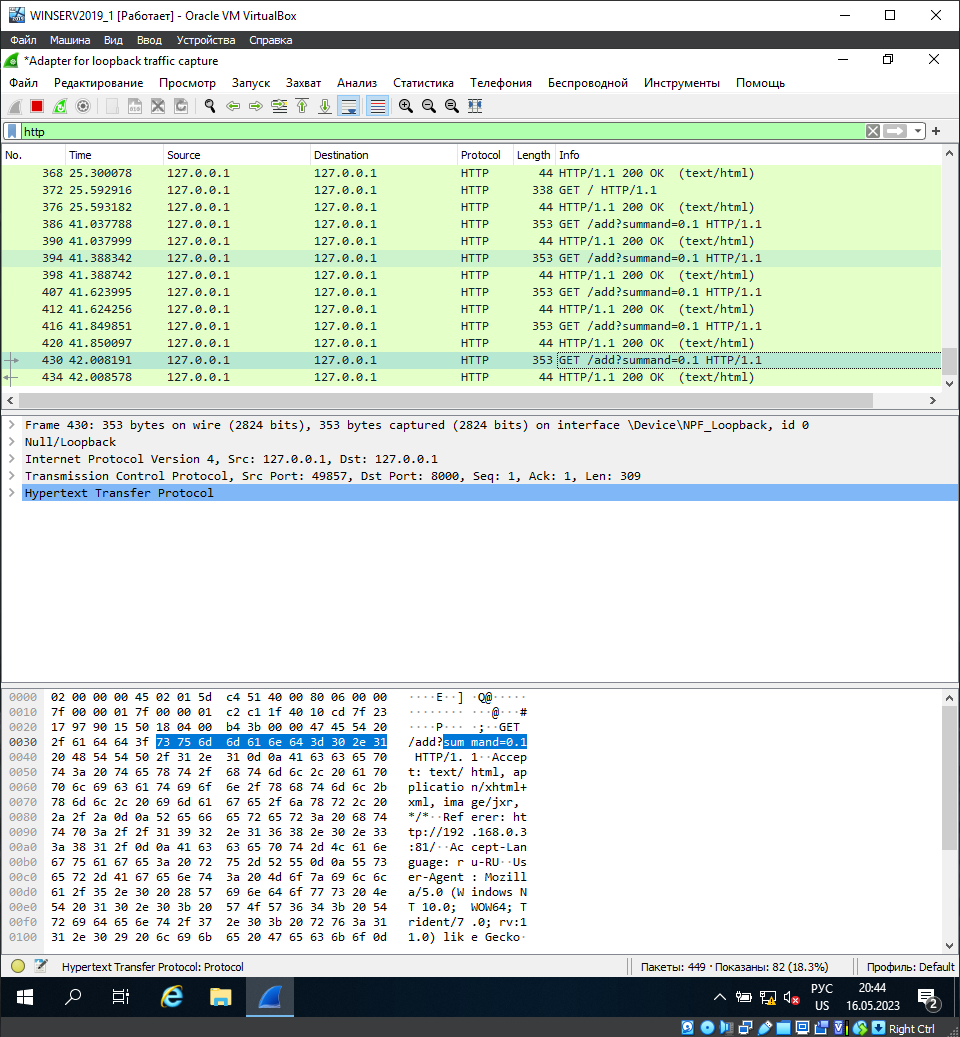 WINSERV2019_1 [Работает] - Oracle VM VirtualBox
Файл Машина Вид Ввод Устройства Справка
*Adapter for loopback traffic capture
Файл Редактирование Просмотр Запуск Захват Анализ Статистика Телефония Беспроводной Инструменты Помощь
http
No. Time Source Destination Protocol Length Info
368 25.300078 127.0.0.1 127.0.0.1 HTTP 44 HTTP/1.1 200 OK (text/html)
372 25.592916 127.0.0.1 127.0.0.1 HTTP 338 GET / HTTP/1.1
376 25.593182 127.0.0.1 127.0.0.1 HTTP 44 HTTP/1.1 200 OK (text/html)
386 41.037788 127.0.0.1 127.0.0.1 HTTP 353 GET /add?summand=0.1 HTTP/1.1
390 41.037999 127.0.0.1 127.0.0.1 HTTP 44 HTTP/1.1 200 OK (text/html)
394 41.388342 127.0.0.1 127.0.0.1 HTTP 353 GET /add?summand=0.1 HTTP/1.1
398 41.388742 127.0.0.1 127.0.0.1 HTTP 44 HTTP/1.1 200 OK (text/html)
407 41.623995 127.0.0.1 127.0.0.1 HTTP 353 GET /add?summand=0.1 HTTP/1.1
412 41.624256 127.0.0.1 127.0.0.1 HTTP 44 HTTP/1.1 200 OK (text/html)
416 41.849851 127.0.0.1 127.0.0.1 HTTP 353 GET /add?summand=0.1 HTTP/1.1
420 41.850097 127.0.0.1 127.0.0.1 HTTP 44 HTTP/1.1 200 OK (text/html)
430 42.008191 127.0.0.1 127.0.0.1 HTTP 353 GET /add?summand=0.1 HTTP/1.1
434 42.008578 127.0.0.1 127.0.0.1 HTTP 44 HTTP/1.1 200 OK (text/html)
Frame 430: 353 bytes on wire (2824 bits), 353 bytes captured (2824 bits) on interface \Device\NPF_Loopback, id 0
Null/Loopback
Internet Protocol Version 4, Src: 127.0.0.1, Dst: 127.0.0.1
Transmission Control Protocol, Src Port: 49857, Dst Port: 8000, Seq: 1, Ack: 1, Len: 309
Hypertext Transfer Protocol
0000 02 00 00 00 45 02 01 5d c4 51 40 00 80 06 00 00 ····E··] ·Q@·····
0010 7f 00 00 01 7f 00 00 01 c2 c1 1f 40 10 cd 7f 23 ········ ···@···#
0020 17 97 90 15 50 18 04 00 b4 3b 00 00 47 45 54 20 ····P··· ·;··GET
0030 2f 61 64 64 3f 73 75 6d 6d 61 6e 64 3d 30 2e 31 /add?sum mand=0.1
0040 20 48 54 54 50 2f 31 2e 31 0d 0a 41 63 63 65 70 HTTP/1. 1··Accep
0050 74 3a 20 74 65 78 74 2f 68 74 6d 6c 2c 20 61 70 t: text/ html, ap
0060 70 6c 69 63 61 74 69 6f 6e 2f 78 68 74 6d 6c 2b plicatio n/xhtml+
0070 78 6d 6c 2c 20 69 6d 61 67 65 2f 6a 78 72 2c 20 xml, ima ge/jxr,
0080 2a 2f 2a 0d 0a 52 65 66 65 72 65 72 3a 20 68 74 */*··Ref erer: ht
0090 74 70 3a 2f 2f 31 39 32 2e 31 36 38 2e 30 2e 33 tp://192 .168.0.3
00a0 3a 38 31 2f 0d 0a 41 63 63 65 70 74 2d 4c 61 6e :81/··Ac cept-Lan
00b0 67 75 61 67 65 3a 20 72 75 2d 52 55 0d 0a 55 73 guage: r u-RU··Us
00c0 65 72 2d 41 67 65 6e 74 3a 20 4d 6f 7a 69 6c 6c er-Agent : Mozill
00d0 61 2f 35 2e 30 20 28 57 69 6e 64 6f 77 73 20 4e a/5.0 (W indows N
00e0 54 20 31 30 2e 30 3b 20 57 4f 57 36 34 3b 20 54 T 10.0; WOW64; T
00f0 72 69 64 65 6e 74 2f 37 2e 30 3b 20 72 76 3a 31 rident/7 .0; rv:1
0100 31 2e 30 29 20 6c 69 6b 65 20 47 65 63 6b 6f 0d 1.0) lik e Gecko·
Hypertext Transfer Protocol: Protocol Пакеты: 449 · Показаны: 82 (18.3%) Профиль: Default
РУС 20:44
US 16.05.2023 2
Right Ctrl